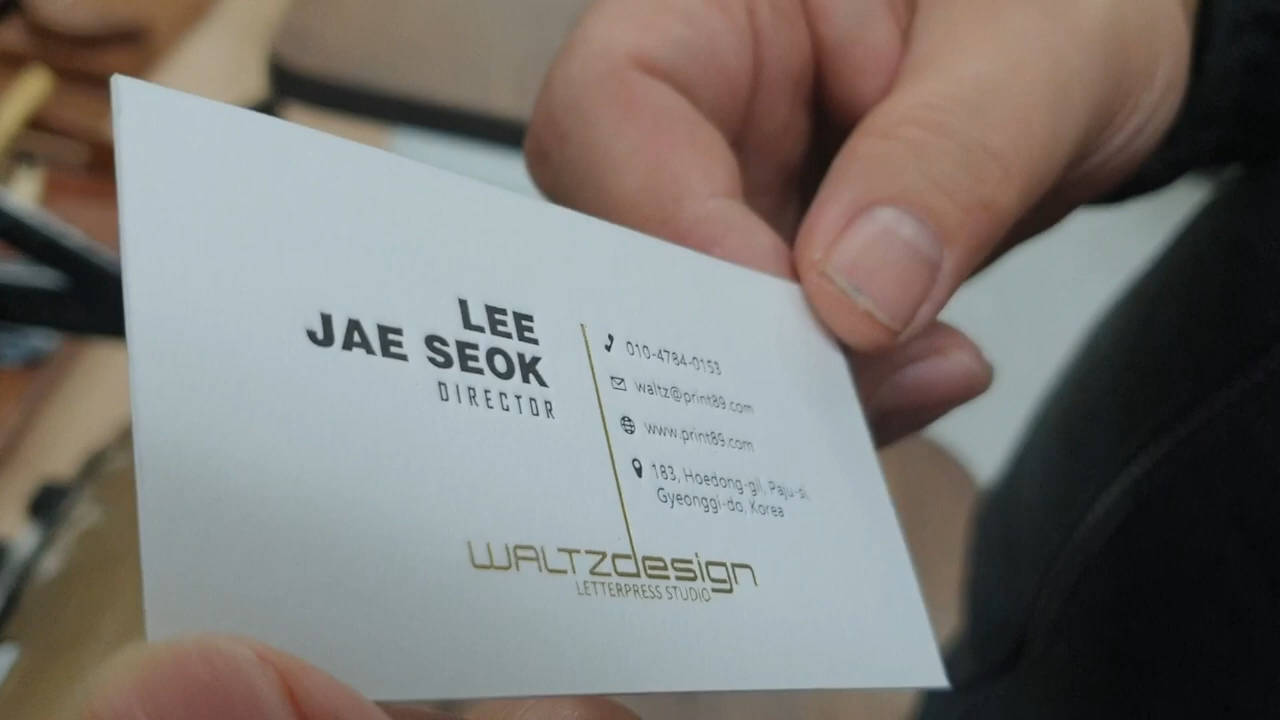 LEE
JAE SEOK
DIRECTOR
010-4784-0153
waltz@print89.com
www.print89.com
183, Hoedong-gil, Paju-si,
Gyeonggi-do, Korea
WALTZdesign
LETTERPRESS STUDIO